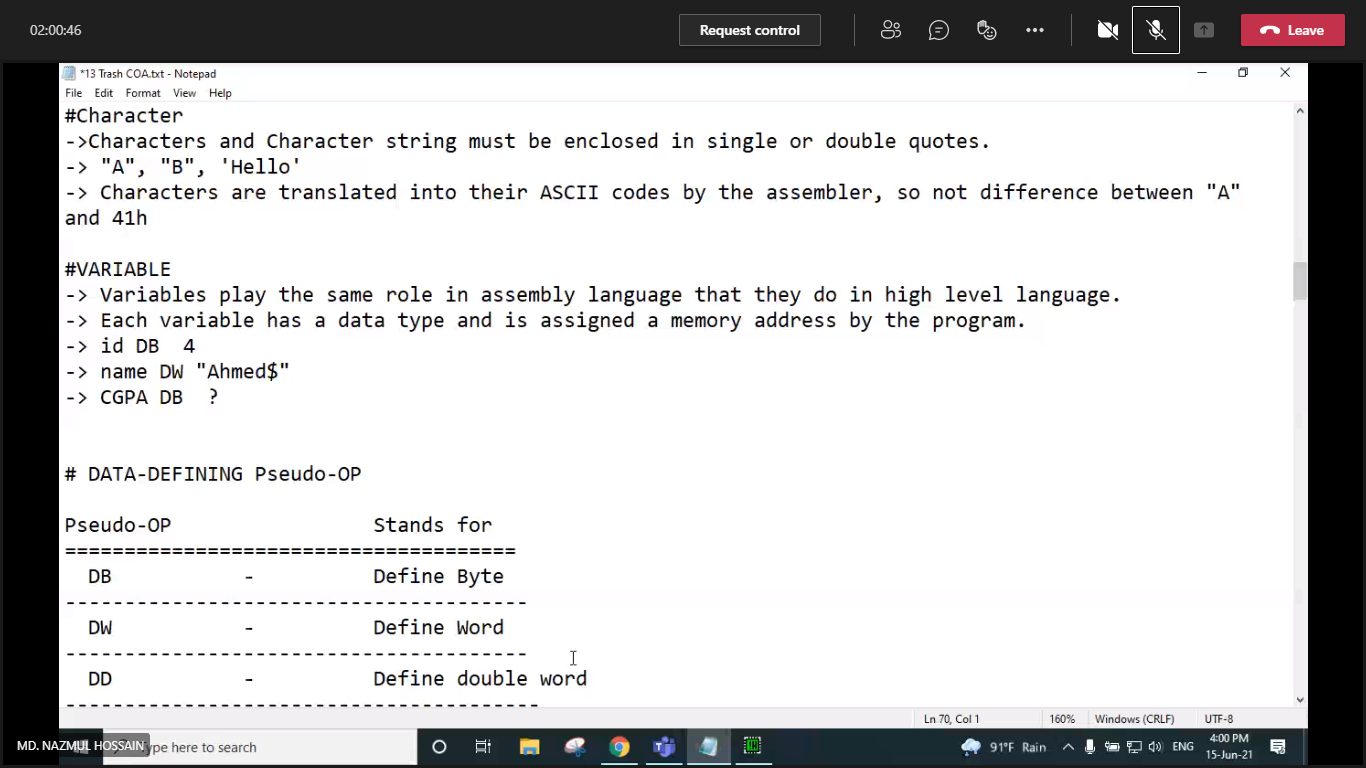 02:00:46
Request control
Leave
*13 Trash COA.txt - Notepad
File Edit Format View Help
#Character
->Characters and Character string must be enclosed in single or double quotes.
-> "A", "B", 'Hello'
-> Characters are translated into their ASCII codes by the assembler, so not difference between "A"
and 41h
#VARIABLE
-> Variables play the same role in assembly language that they do in high level language.
-> Each variable has a data type and is assigned a memory address by the program.
-> id DB 4
-> name DW "Ahmed$"
-> CGPA DB ?
# DATA-DEFINING Pseudo-OP
Pseudo-OP Stands for
======================================
DB - Define Byte
---------------------------------------
DW - Define Word
---------------------------------------
DD - Define double word
----------------------------------------
Ln 70, Col 1 160% Windows (CRLF) UTF-8
MD. NAZMUL HOSSAIN
ype here to search
91°F Rain
ENG
4:00 PM
15-Jun-21